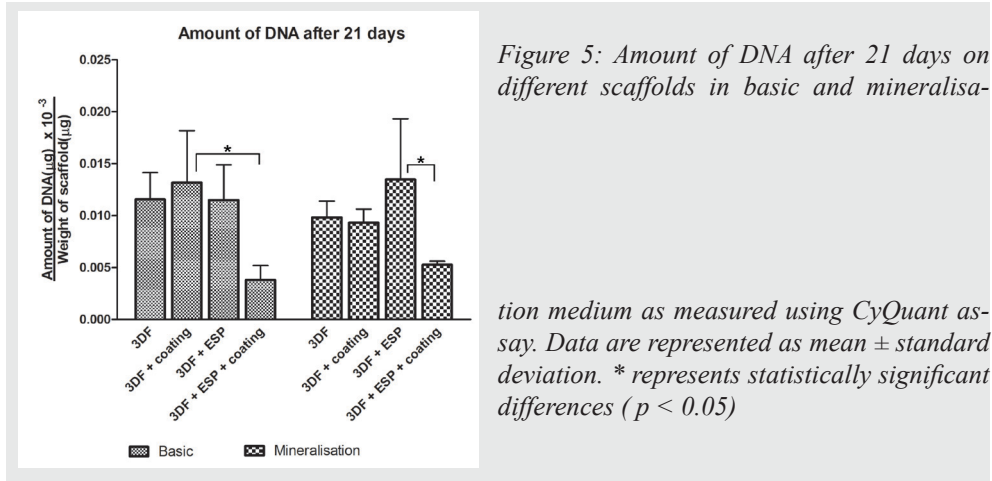 Amount of DNA after 21 days
Amount of DNA(μg) x 10 -3
Weight of scaffold(μg)
0.025
0.020
0.015
0.010
0.005
0.000
*
*
3DF
3DF + coating
3DF + ESP
3DF + ESP + coating
3DF
3DF + coating
3DF + ESP
3DF + ESP + coating
Basic
Mineralisation
Figure 5: Amount of DNA after 21 days on
different scaffolds in basic and mineralisa-
tion medium as measured using CyQuant as-
say. Data are represented as mean ± standard
deviation. * represents statistically significant
differences ( p < 0.05)